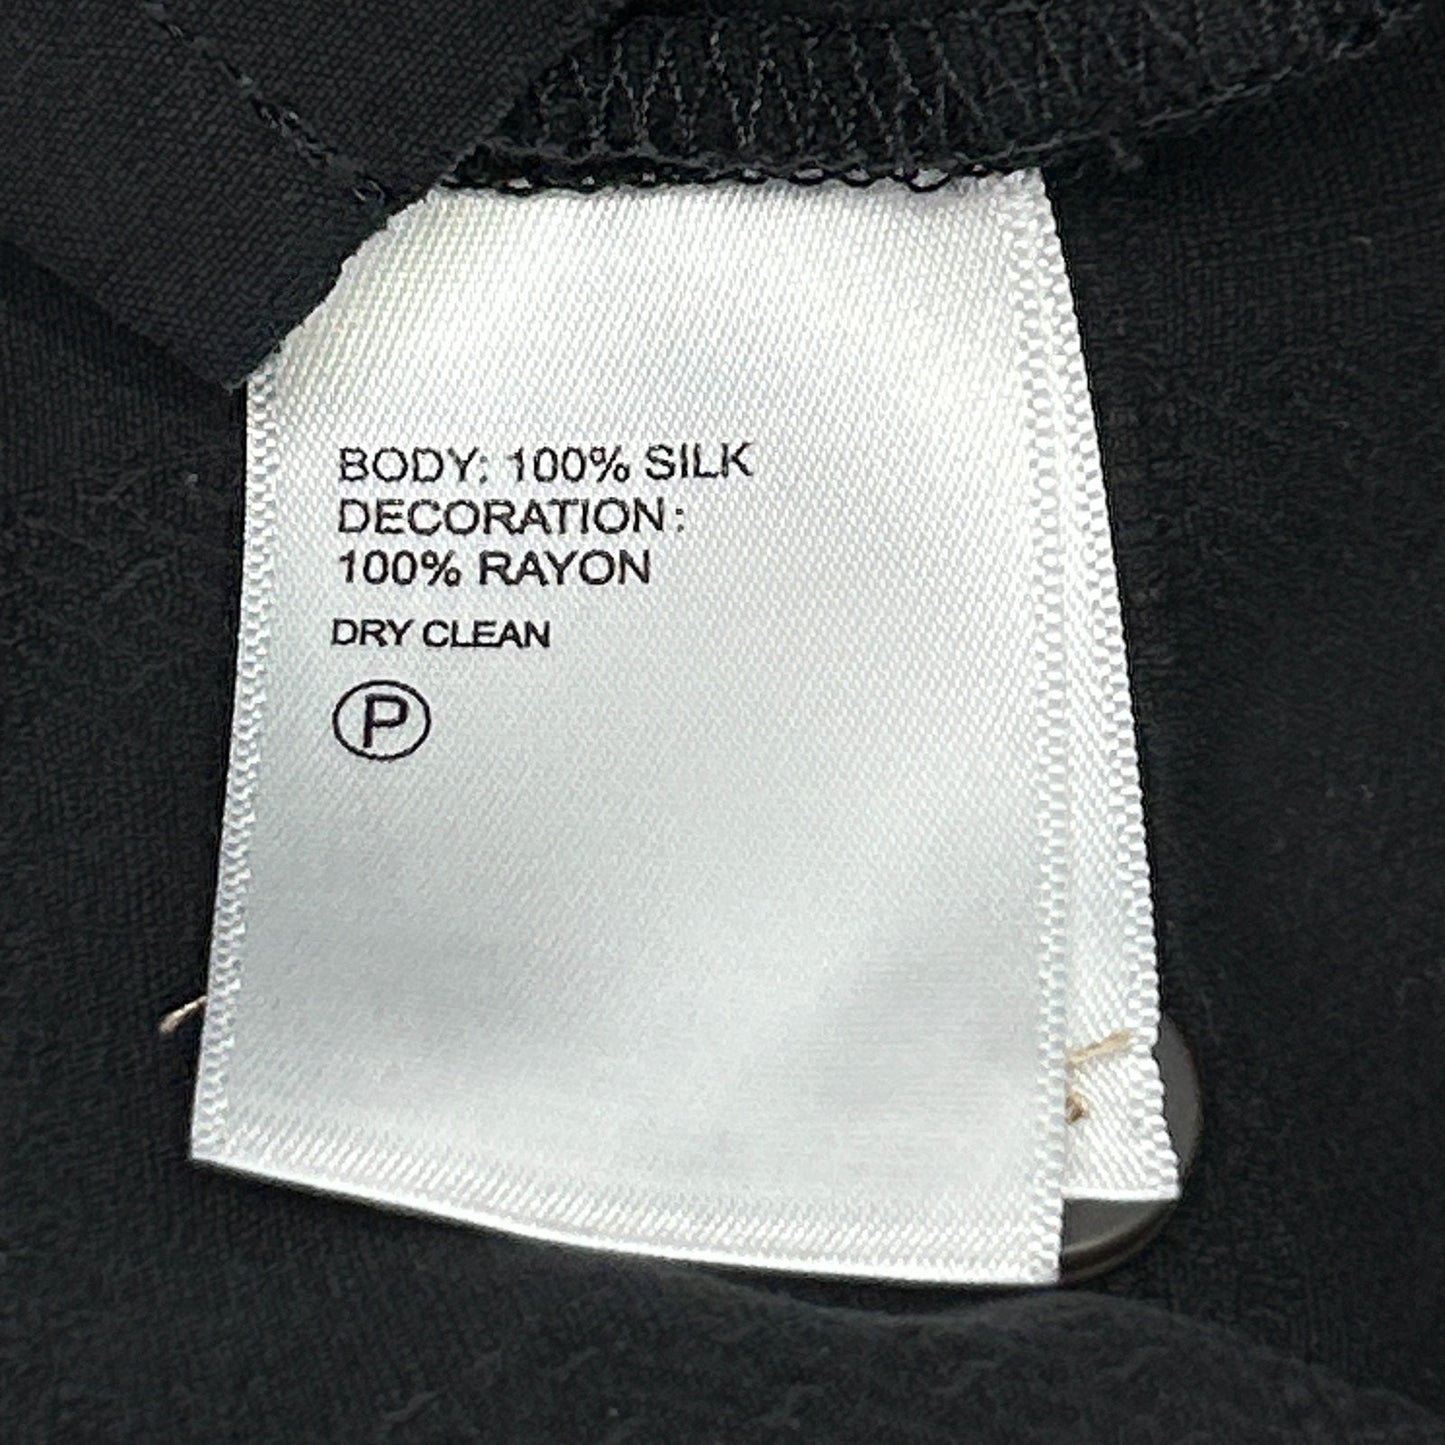 BODY: 100% SILK
DECORATION:
100% RAYON
DRY CLEAN
P